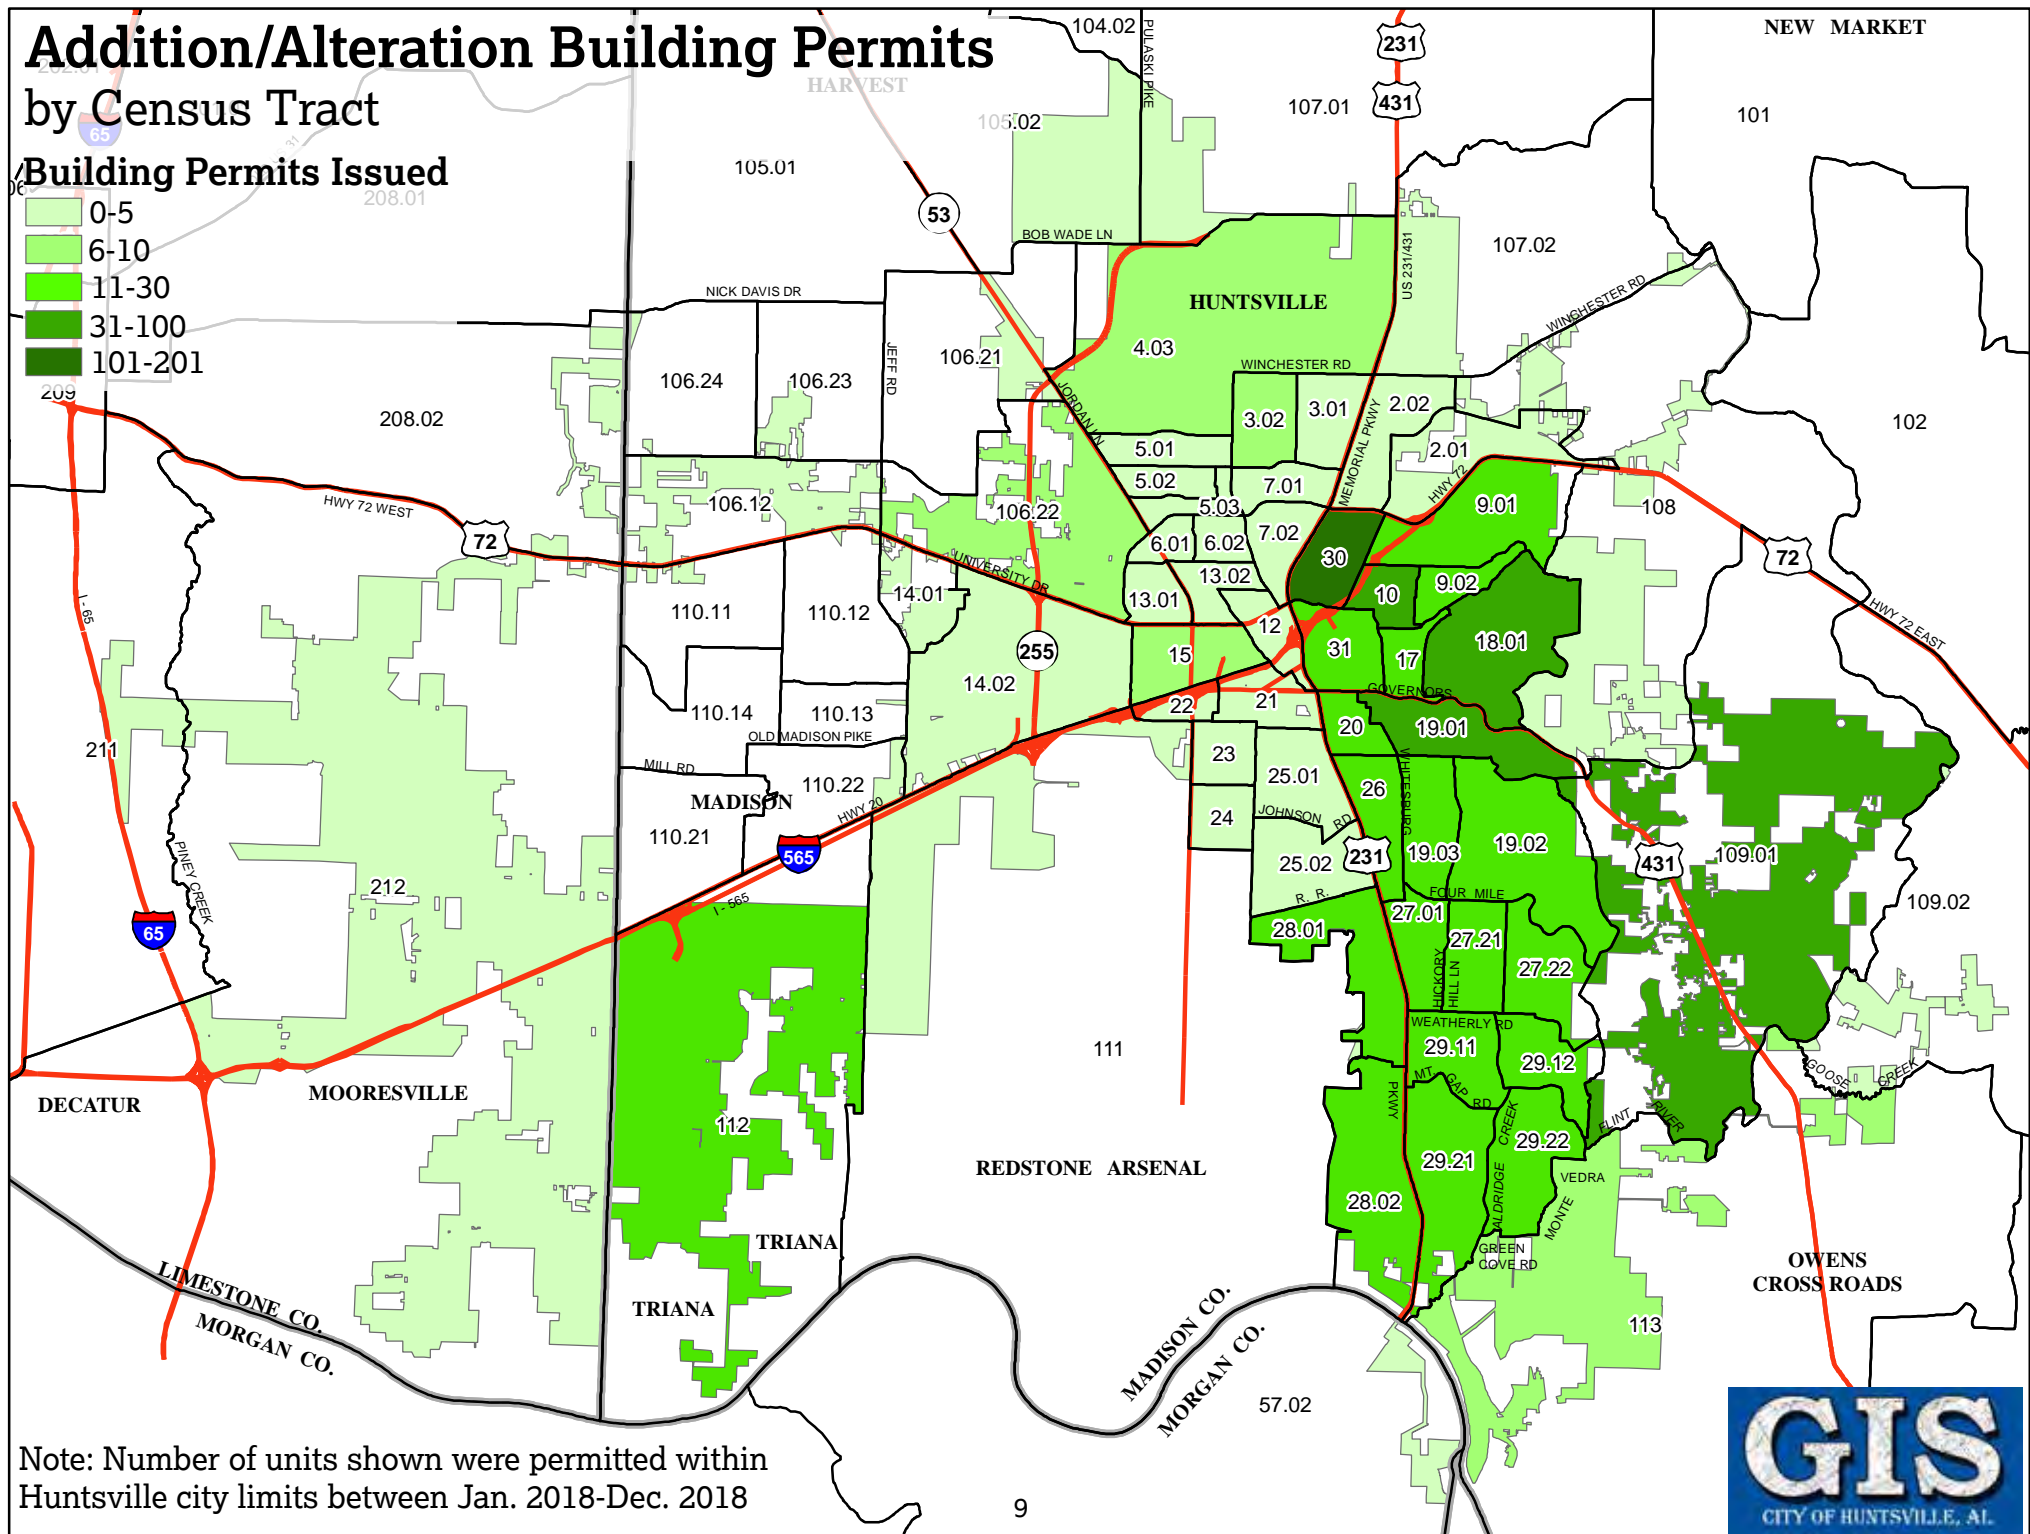 Addition/Alteration Building Permits
by Census Tract
Building Permits Issued
0-5
6-10
11-30
31-100
101-201
104.02
PULASKI PIKE
231
431
NEW MARKET
HARVEST
65
31
208.01
105.02
107.01
101
105.01
53
BOB WADE LN
US 231/431
107.02
NICK DAVIS DR
HUNTSVILLE
WINCHESTER RD
JEFF RD
106.21
4.03
WINCHESTER RD
209
106.24
106.23
JORDAN LN
3.02
3.01
2.02
MEMORIAL PKWY
208.02
102
5.01
2.01
5.02
7.01
HWY 72
9.01
108
106.12
HWY 72 WEST
106.22
5.03
72
6.01
6.02
7.02
30
72
UNIVERSITY DR
13.02
9.02
I - 65
14.01
13.01
10
110.11
110.12
12
HWY 72 EAST
255
15
31
17
18.01
14.02
GOVERNORS
110.14
110.13
22
21
20
19.01
OLD MADISON PIKE
211
23
WHITESBURG
MILL RD
25.01
110.22
MADISON
26
HWY 20
24
JOHNSON RD
110.21
565
231
19.03
19.02
431
109.01
PINEY CREEK
25.02
212
R. R.
FOUR MILE
I - 565
109.02
27.01
65
28.01
27.21
27.22
HICKORY
HILL LN
WEATHERLY RD
111
29.11
29.12
MT. GAP RD
GOOSE CREEK
PKWY
MOORESVILLE
DECATUR
FLINT RIVER
112
CREEK
29.22
REDSTONE ARSENAL
29.21
VEDRA
ALDRIDGE
MONTE
28.02
TRIANA
GREEN
COVE RD
OWENS
CROSS ROADS
LIMESTONE CO.
MORGAN CO.
TRIANA
MADISON CO.
MORGAN CO.
113
57.02
Note: Number of units shown were permitted within
Huntsville city limits between Jan. 2018-Dec. 2018
9
GIS
CITY OF HUNTSVILLE, AL